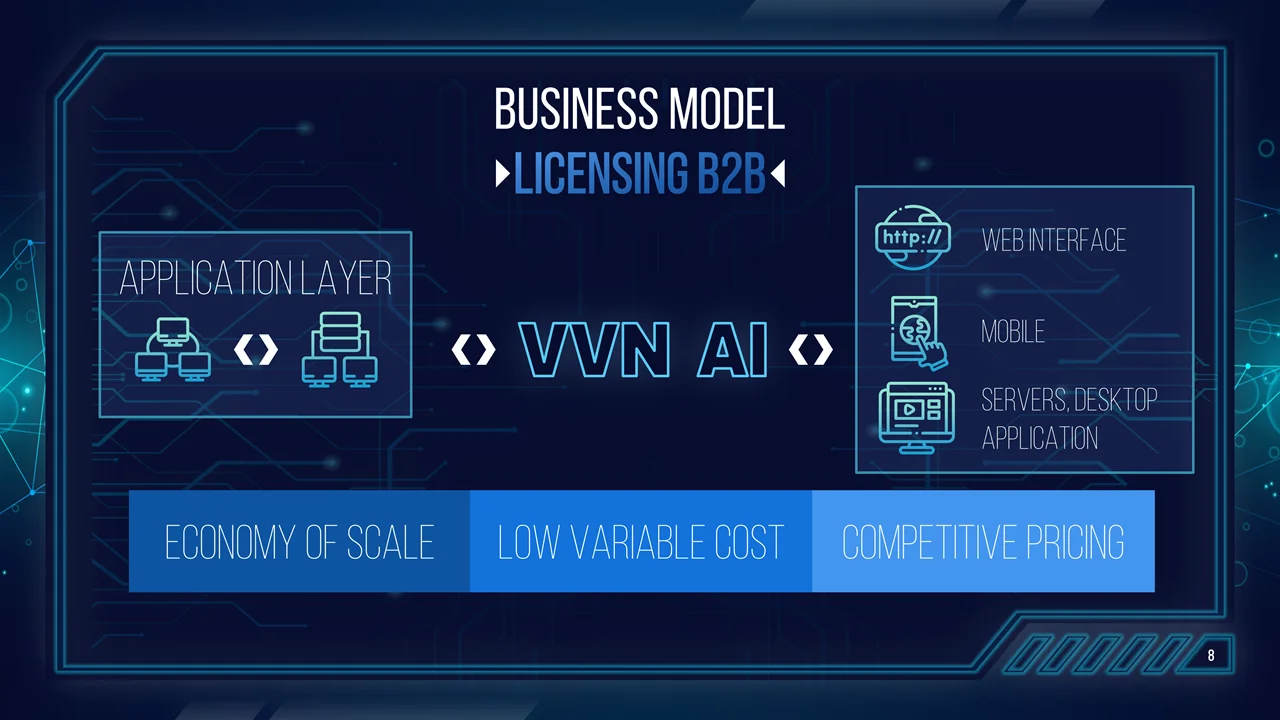 BUSINESS MODEL
LICENSING B2B
APPLICATION LAYER
VVN AI
http://
WEB INTERFACE
MOBILE
SERVERS, DESKTOP
APPLICATION
ECONOMY OF SCALE
LOW VARIABLE COST
COMPETITIVE PRICING
8